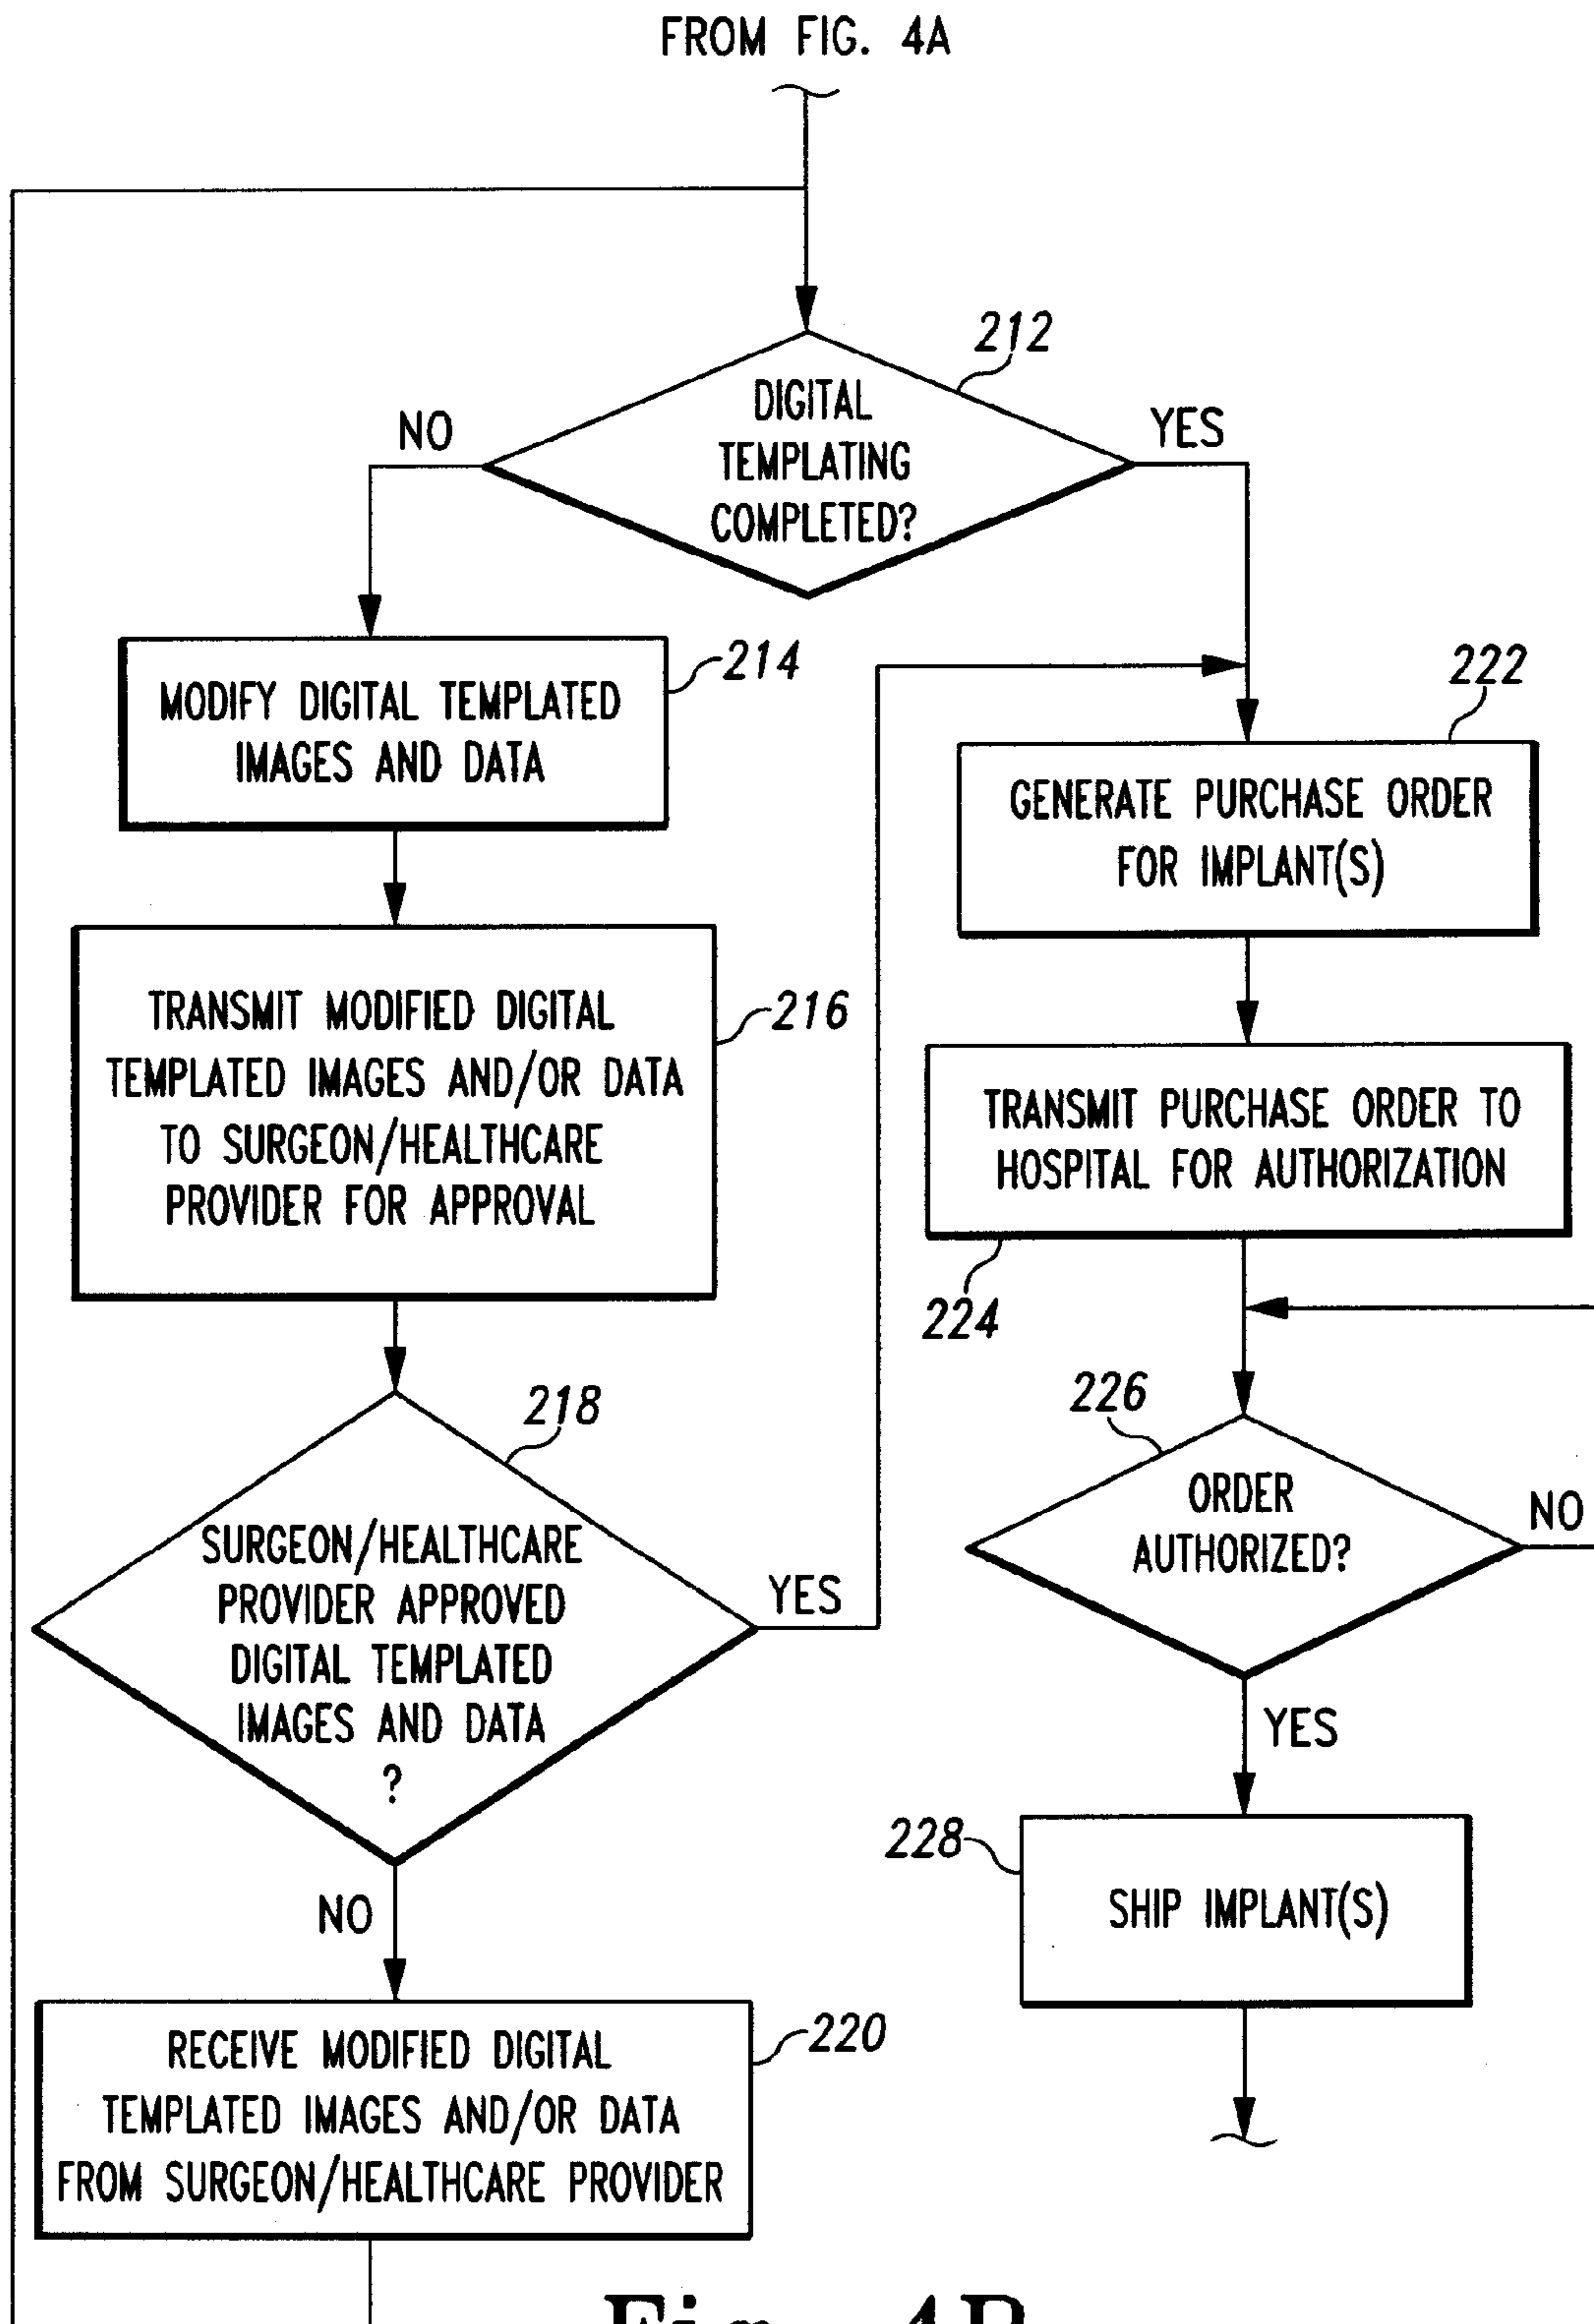 FROM FIG. 4A
212
DIGITAL
TEMPLATING
COMPLETED?
NO
YES
214
MODIFY DIGITAL TEMPLATED
IMAGES AND DATA
222
GENERATE PURCHASE ORDER
FOR IMPLANT(S)
216
TRANSMIT MODIFIED DIGITAL
TEMPLATED IMAGES AND/OR DATA
TO SURGEON/HEALTHCARE
PROVIDER FOR APPROVAL
TRANSMIT PURCHASE ORDER TO
HOSPITAL FOR AUTHORIZATION
224
218
SURGEON/HEALTHCARE
PROVIDER APPROVED
DIGITAL TEMPLATED
IMAGES AND DATA
?
YES
NO
226
ORDER
AUTHORIZED?
NO
YES
228
SHIP IMPLANT(S)
220
RECEIVE MODIFIED DIGITAL
TEMPLATED IMAGES AND/OR DATA
FROM SURGEON/HEALTHCARE PROVIDER
Fig. 4B